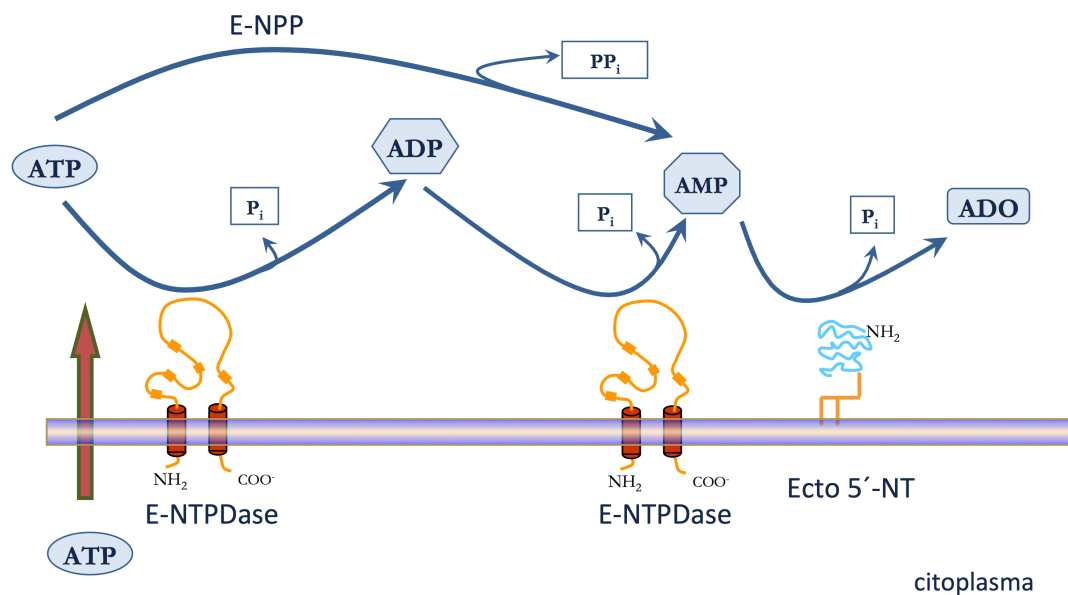 E-NPP
PPᵢ
ATP
ADP
AMP
Pᵢ
Pᵢ
Pᵢ
ADO
NH₂
NH₂
COO⁻
NH₂
COO⁻
E-NTPDase
E-NTPDase
Ecto 5´-NT
ATP
citoplasma